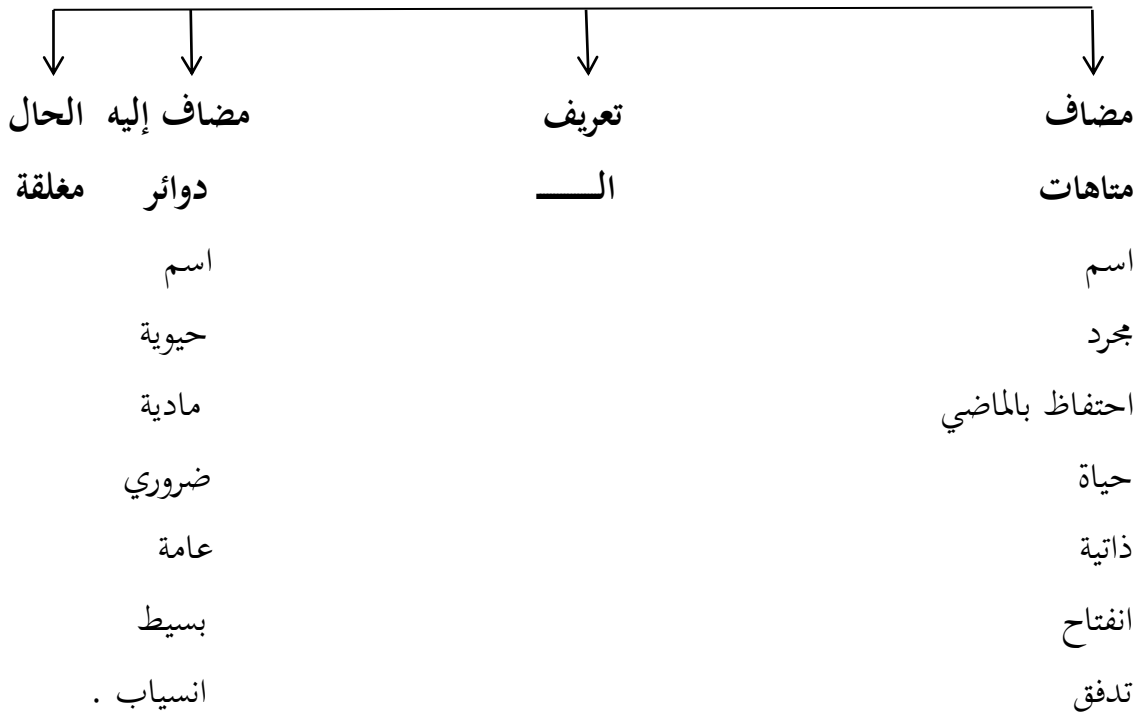 مضاف تعريف مضاف إليه الحال
متاهات الـــــ دوائر مغلقة
اسم اسم
مجرد حيوية
احتفاظ بالماضي مادية
حياة ضروري
ذاتية عامة
انفتاح بسيط
تدفق انسياب .